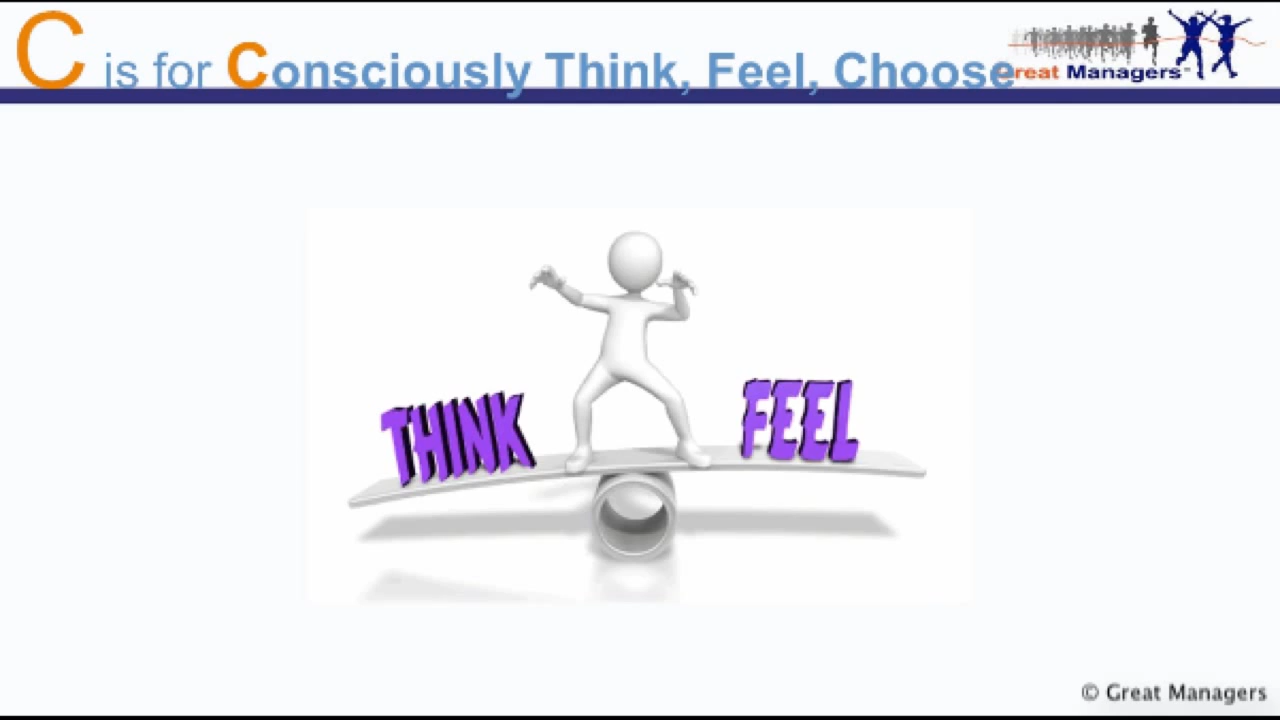 C is for Consciously Think, Feel, Choose
Great Managers
THINK
FEEL
© Great Managers